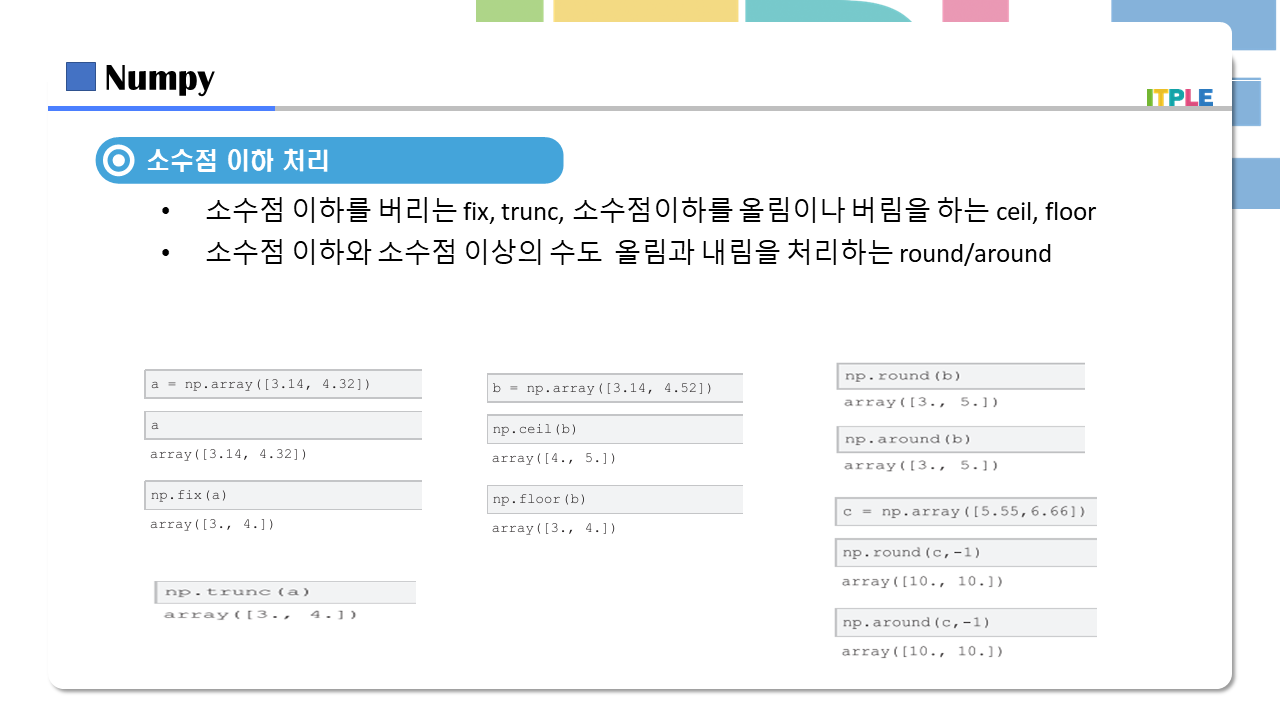 Numpy
ITPLE
소수점 이하 처리
• 소수점 이하를 버리는 fix, trunc, 소수점이하를 올림이나 버림을 하는 ceil, floor
• 소수점 이하와 소수점 이상의 수도 올림과 내림을 처리하는 round/around
a = np.array([3.14, 4.32])
a
array([3.14, 4.32])
np.fix(a)
array([3., 4.])
np.trunc(a)
array([3., 4.])
b = np.array([3.14, 4.52])
np.ceil(b)
array([4., 5.])
np.floor(b)
array([3., 4.])
np.round(b)
array([3., 5.])
np.around(b)
array([3., 5.])
c = np.array([5.55,6.66])
np.round(c,-1)
array([10., 10.])
np.around(c,-1)
array([10., 10.])